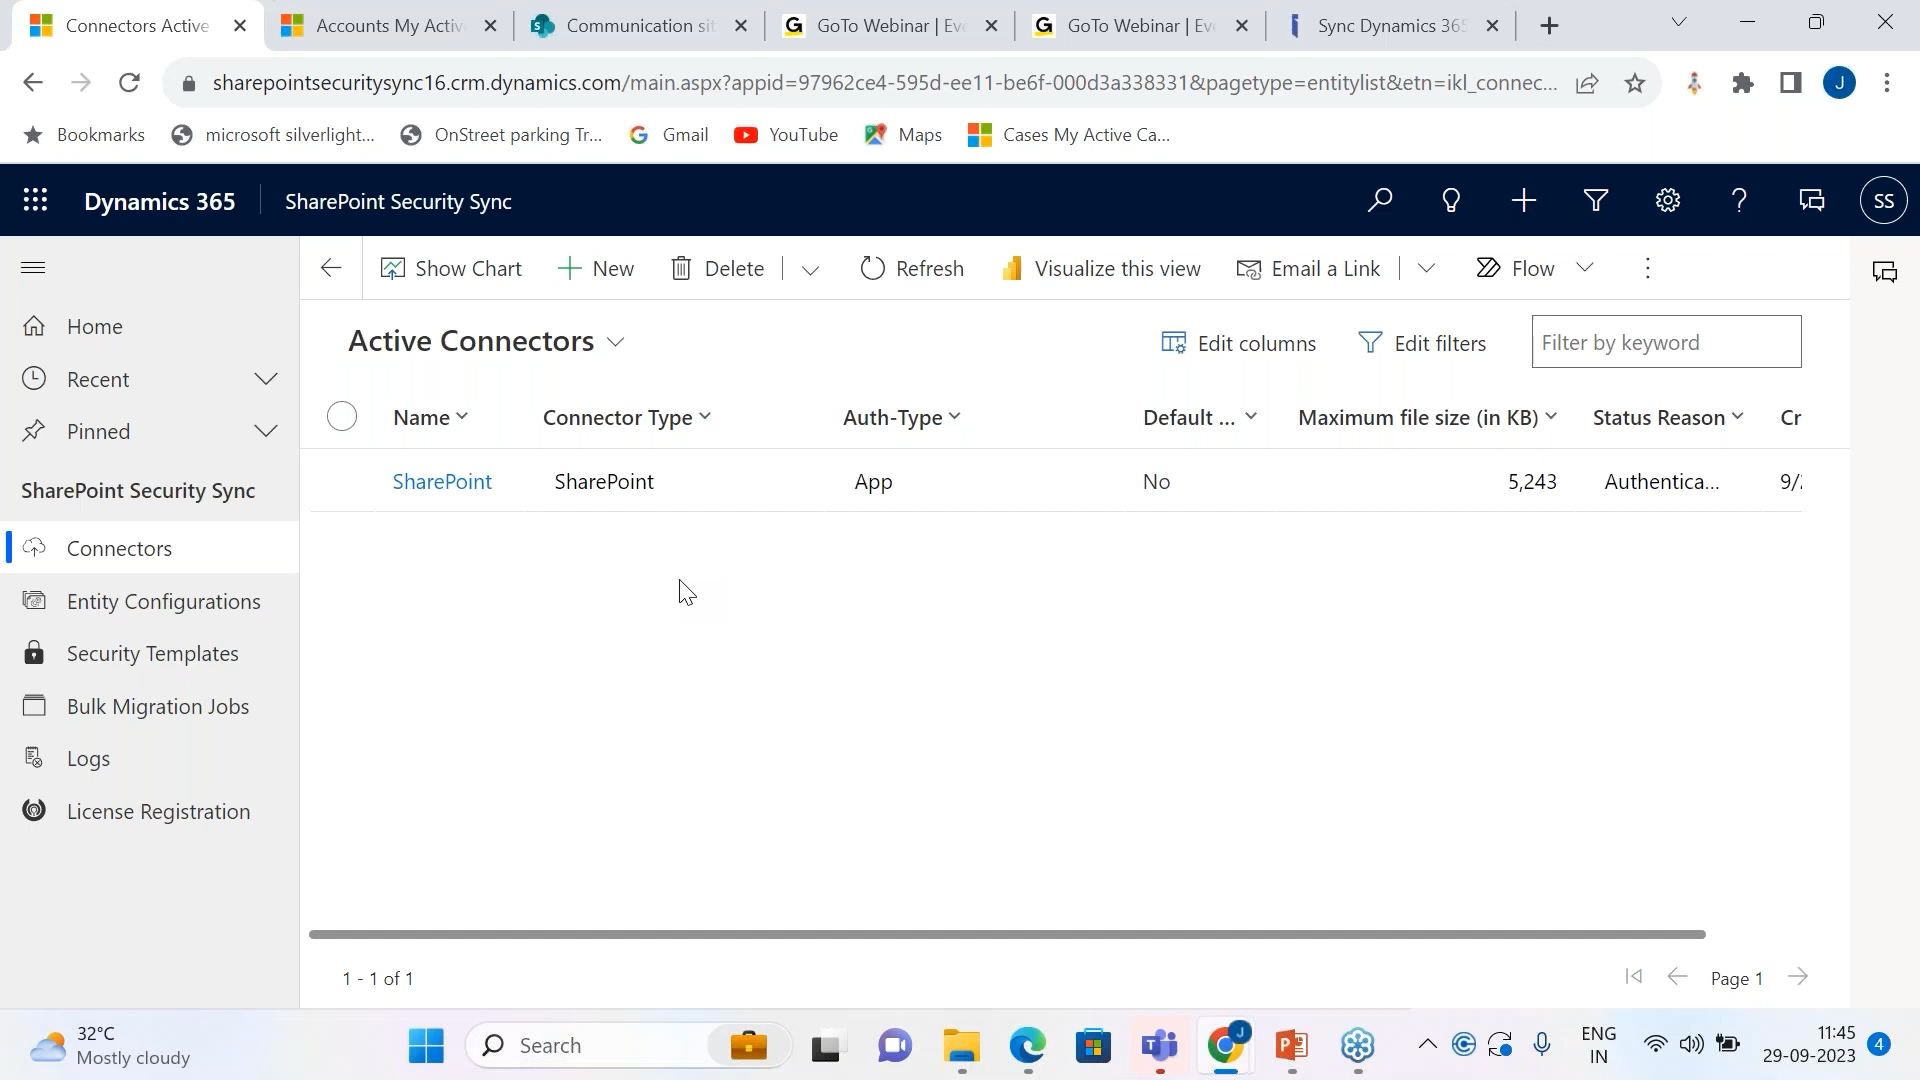 Connectors Active
Accounts My Activ
Communication sit
GoTo Webinar | Eve
GoTo Webinar | Eve
Sync Dynamics 365
sharepointsecuritysync16.crm.dynamics.com/main.aspx?appid=97962ce4-595d-ee11-be6f-000d3a338331&pagetype=entitylist&etn=ikl_connec...
J
Bookmarks
microsoft silverlight...
OnStreet parking Tr...
Gmail
YouTube
Maps
Cases My Active Ca...
Dynamics 365
SharePoint Security Sync
SS
Show Chart
New
Delete
Refresh
Visualize this view
Email a Link
Flow
Home
Recent
Pinned
SharePoint Security Sync
Connectors
Entity Configurations
Security Templates
Bulk Migration Jobs
Logs
License Registration
Active Connectors
Edit columns
Edit filters
Filter by keyword
Name
Connector Type
Auth-Type
Default ...
Maximum file size (in KB)
Status Reason
Cr
SharePoint
SharePoint
App
No
5,243
Authentica...
9/
1 - 1 of 1
Page 1
32°C
Mostly cloudy
Search
J
ENG
IN
11:45
29-09-2023
4